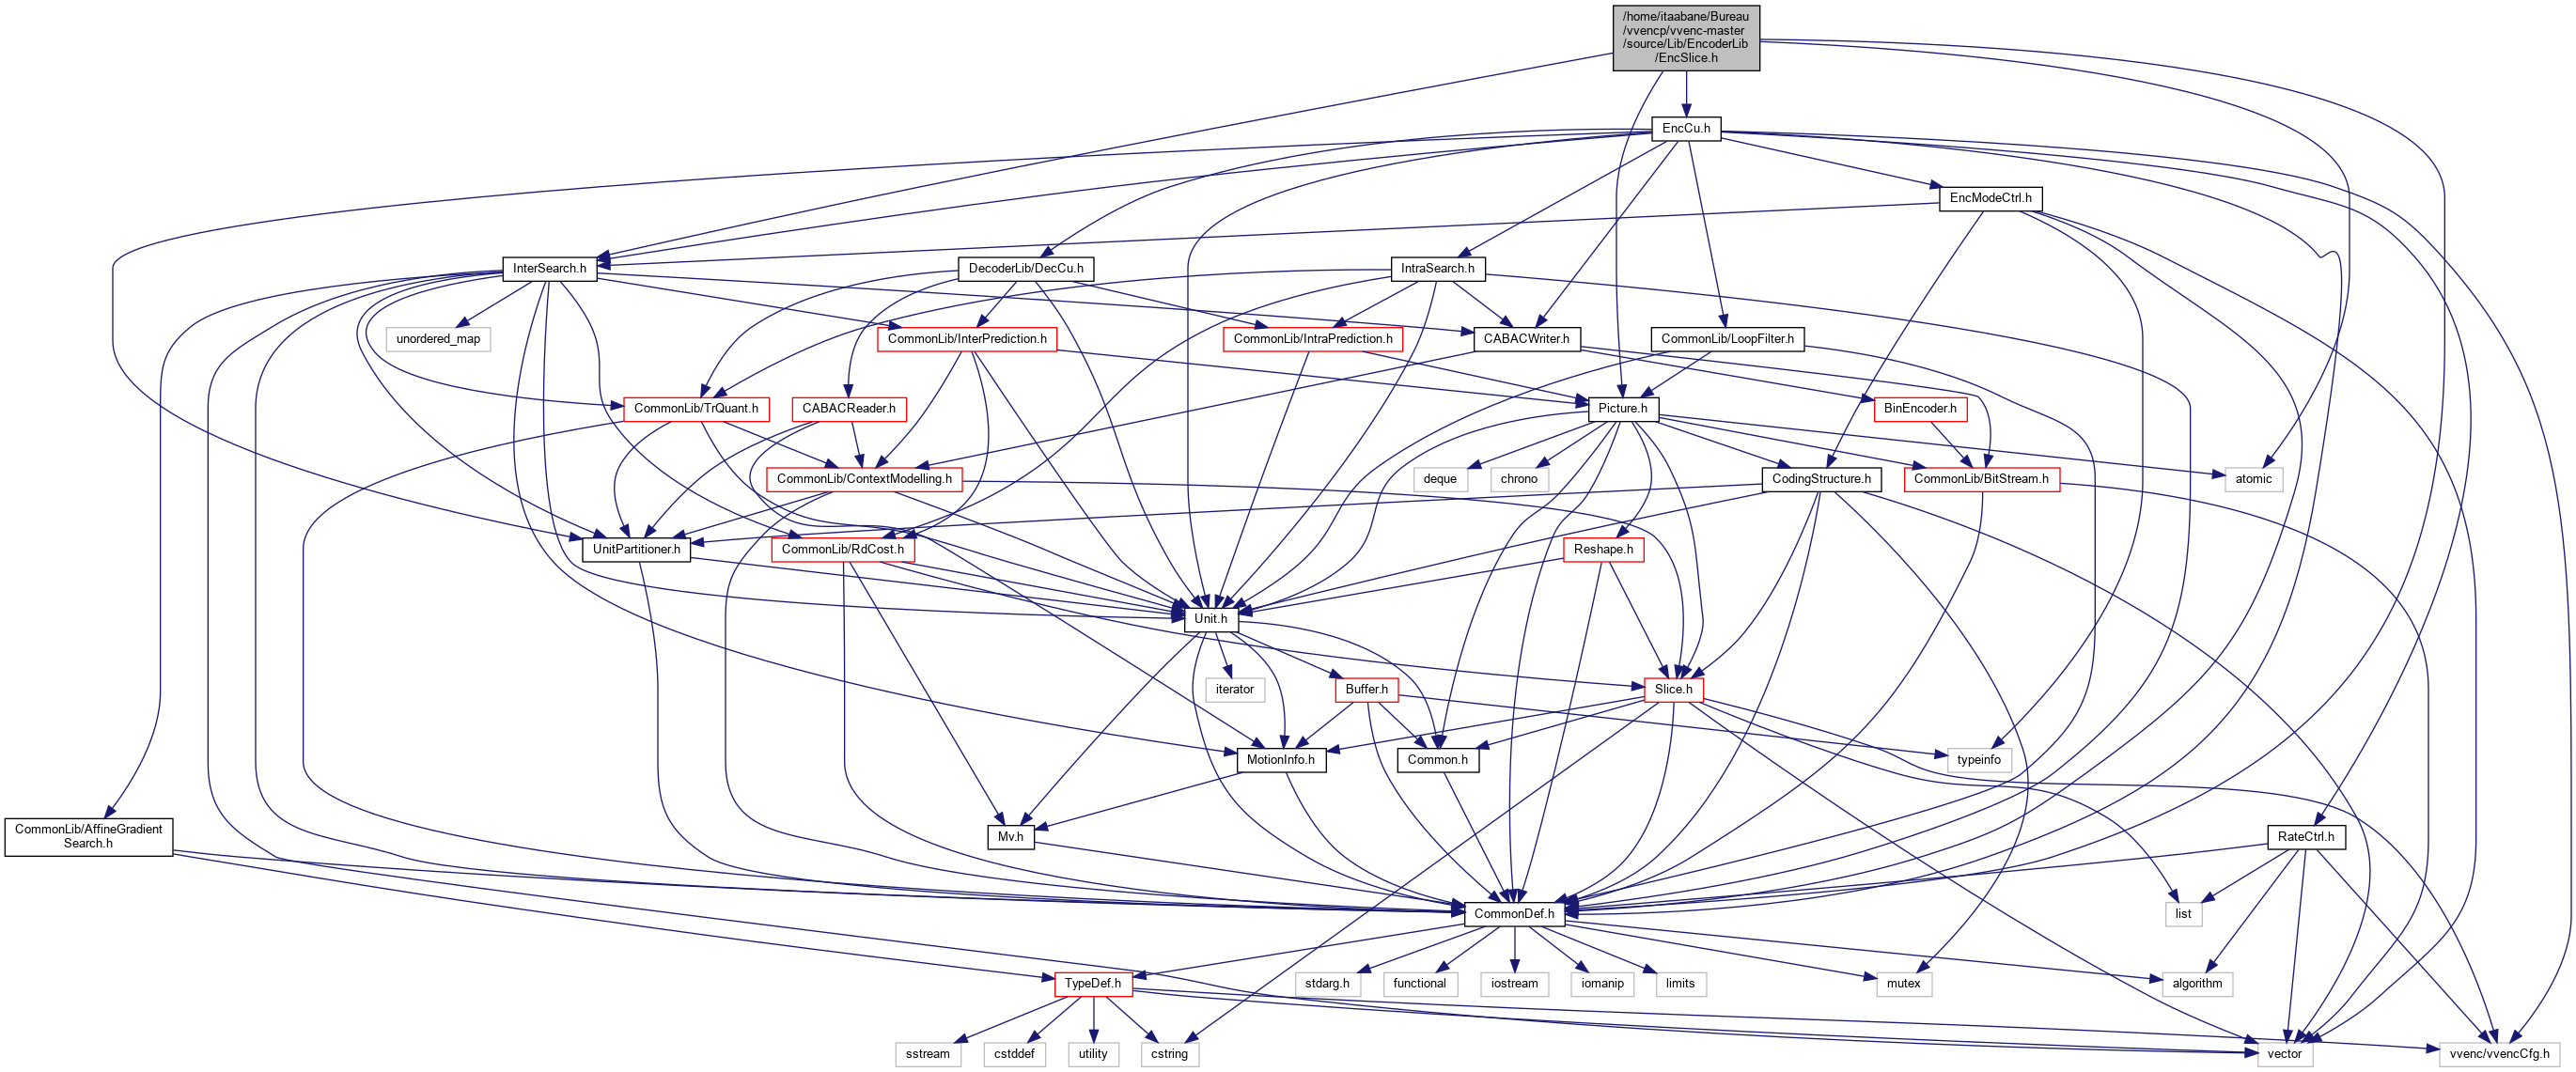 /home/itaabane/Bureau
/vvencp/vvenc-master
/source/Lib/EncoderLib
/EncSlice.h
EncCu.h
EncModeCtrl.h
InterSearch.h
DecoderLib/DecCu.h
IntraSearch.h
unordered_map
CommonLib/InterPrediction.h
CommonLib/IntraPrediction.h
CABACWriter.h
CommonLib/LoopFilter.h
CommonLib/TrQuant.h
CABACReader.h
Picture.h
BinEncoder.h
CommonLib/ContextModelling.h
deque
chrono
CodingStructure.h
CommonLib/BitStream.h
atomic
UnitPartitioner.h
CommonLib/RdCost.h
Reshape.h
Unit.h
iterator
Buffer.h
Slice.h
MotionInfo.h
Common.h
typeinfo
CommonLib/AffineGradient
Search.h
Mv.h
RateCtrl.h
CommonDef.h
list
TypeDef.h
stdarg.h
functional
iostream
iomanip
limits
mutex
algorithm
sstream
cstddef
utility
cstring
vector
vvenc/vvencCfg.h